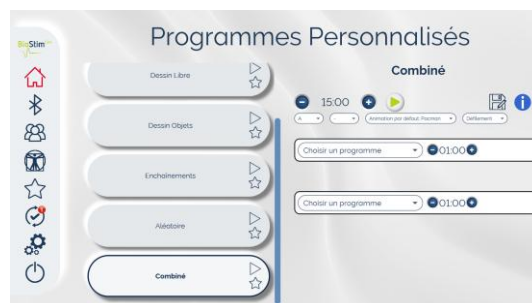 Programmes Personnalisés
BioStim
Dessin Libre
Dessin Objets
Enchaînements
Aléatoire
Combiné
Combiné
15:00
A
Animation par défaut: Pacman
Défilement
Choisir un programme
01:00
Choisir un programme
01:00